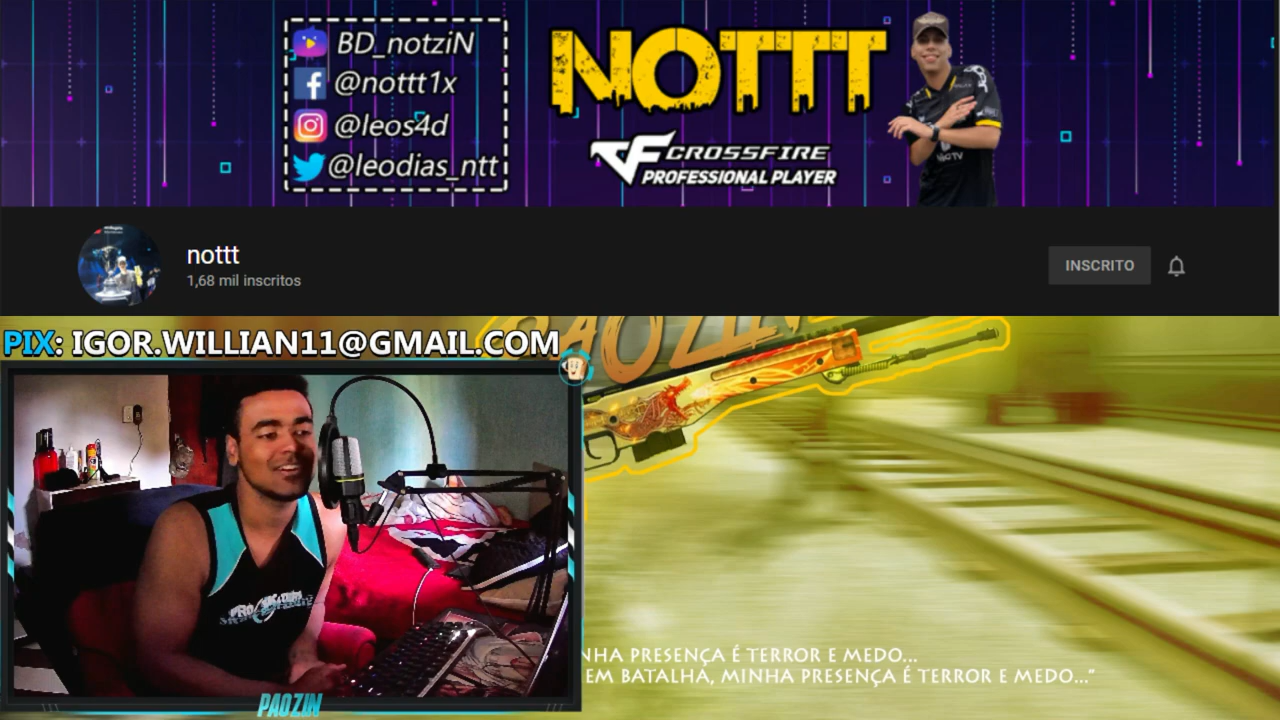 BD_notziN
@nottt1x
@leos4d
@leodias_ntt
NOTTT
CF CROSSFIRE
PROFESSIONAL PLAYER
nottt
1,68 mil inscritos
INSCRITO
PIX: IGOR.WILLIAN11@GMAIL.COM
PAOZIN
NHA PRESENÇA É TERROR E MEDO...
EM BATALHA, MINHA PRESENÇA É TERROR E MEDO..."
PAOZIN